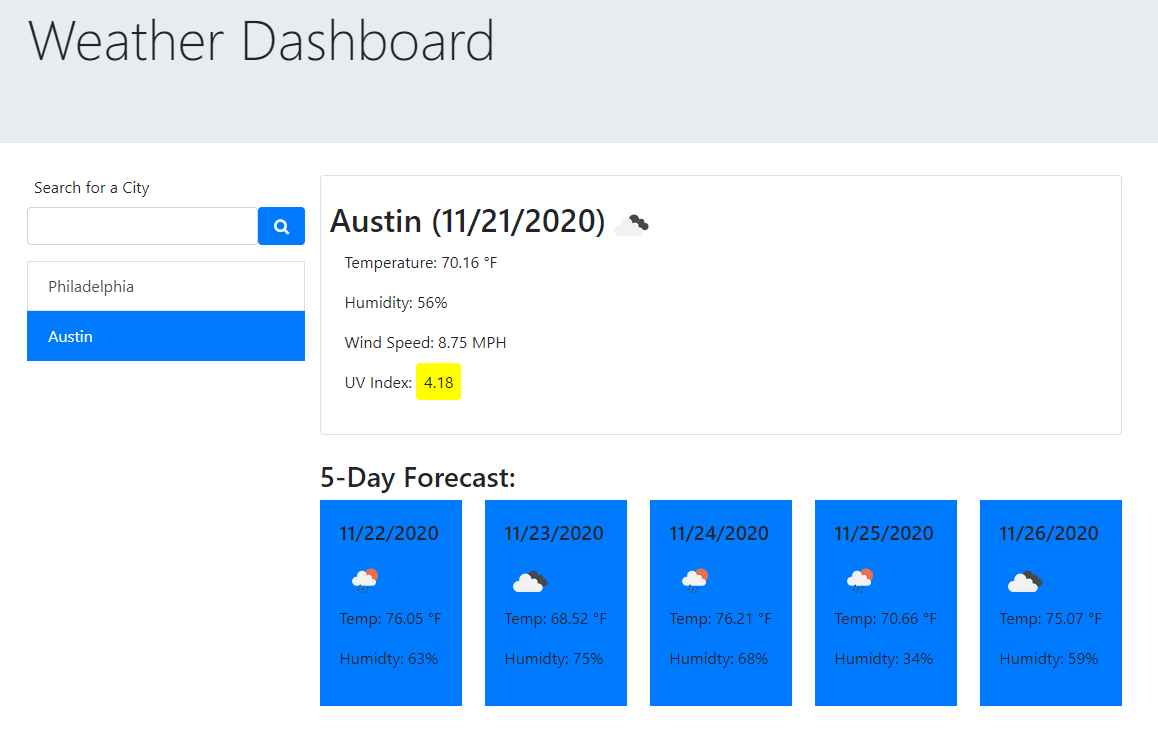 Weather Dashboard
Search for a City
Philadelphia
Austin
Austin (11/21/2020)
Temperature: 70.16 °F
Humidity: 56%
Wind Speed: 8.75 MPH
UV Index: 4.18
5-Day Forecast:
11/22/2020
Temp: 76.05 °F
Humidty: 63%
11/23/2020
Temp: 68.52 °F
Humidty: 75%
11/24/2020
Temp: 76.21 °F
Humidty: 68%
11/25/2020
Temp: 70.66 °F
Humidty: 34%
11/26/2020
Temp: 75.07 °F
Humidty: 59%